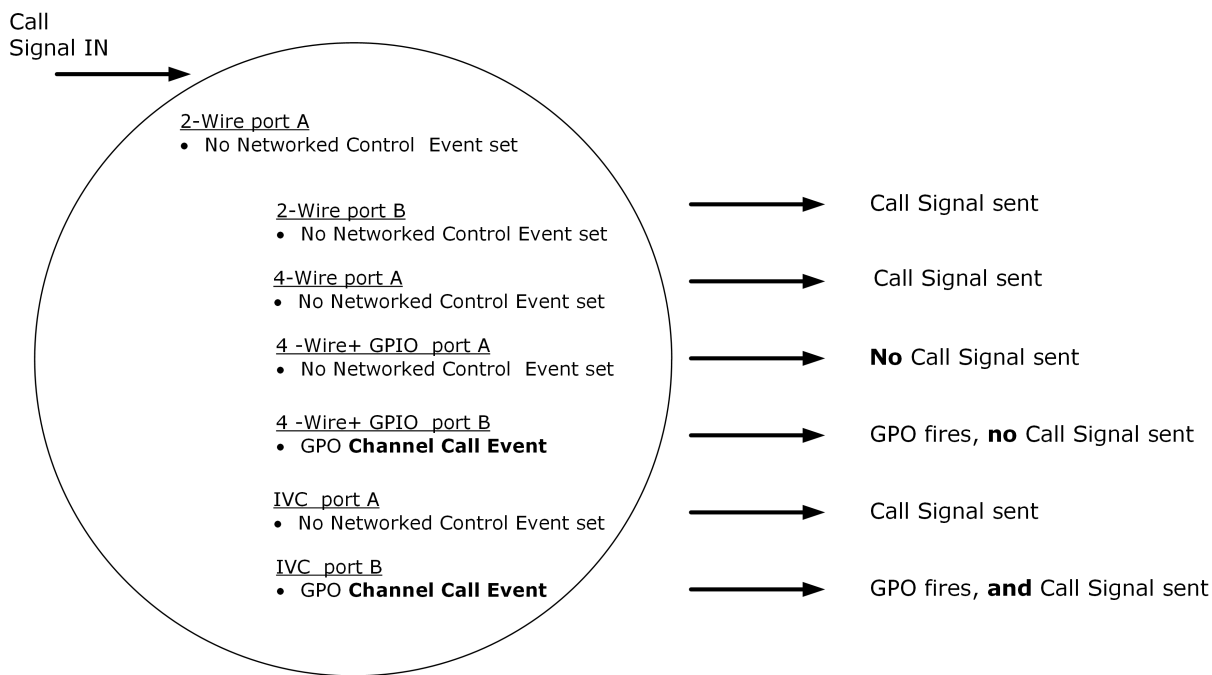 Call
Signal IN
2-Wire port A
• No Networked Control Event set
2-Wire port B
• No Networked Control Event set
Call Signal sent
4-Wire port A
• No Networked Control Event set
Call Signal sent
4 -Wire+ GPIO port A
• No Networked Control Event set
No Call Signal sent
4 -Wire+ GPIO port B
• GPO Channel Call Event
GPO fires, no Call Signal sent
IVC port A
• No Networked Control Event set
Call Signal sent
IVC port B
• GPO Channel Call Event
GPO fires, and Call Signal sent